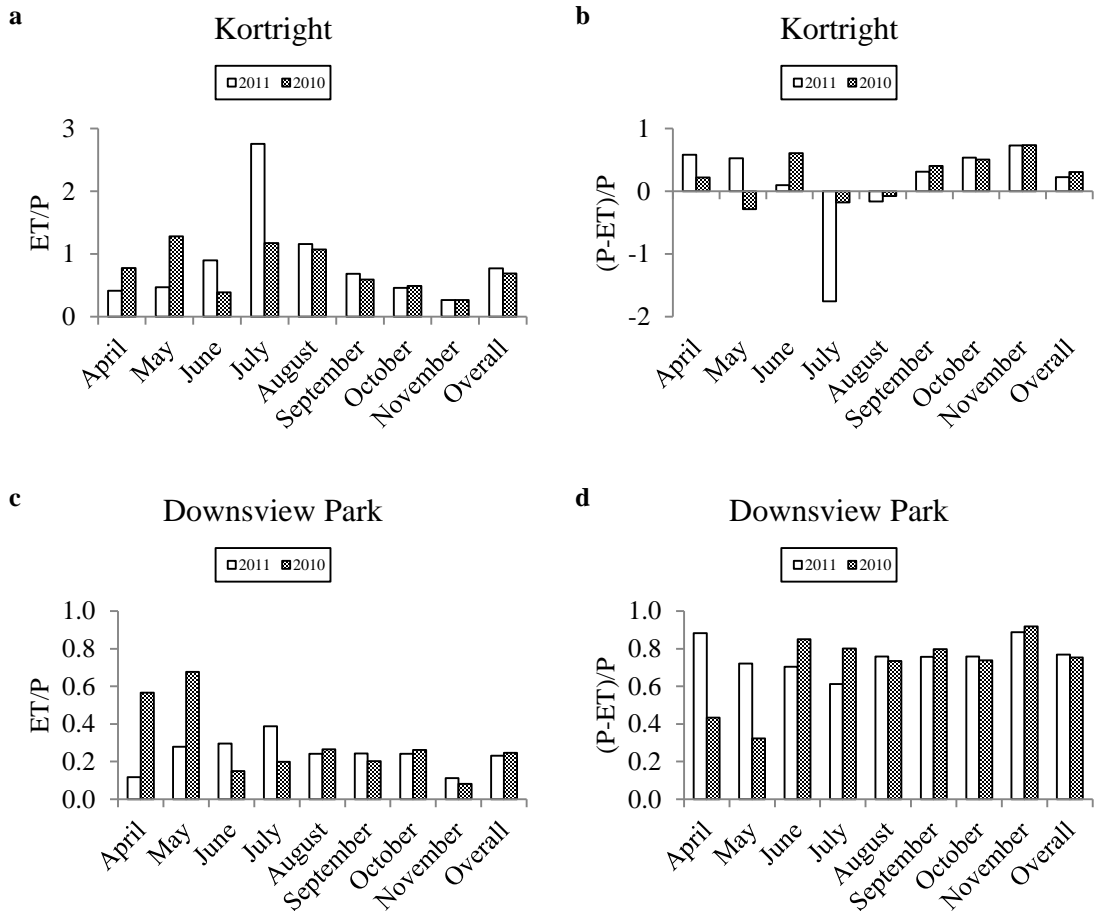 a
Kortright
2011 2010
3
2
1
0
ET/P
April May June July August September October November Overall
b
Kortright
2011 2010
1
0
-1
-2
(P-ET)/P
April May June July August September October November Overall
c
Downsview Park
2011 2010
1.0
0.8
0.6
0.4
0.2
0.0
ET/P
April May June July August September October November Overall
d
Downsview Park
2011 2010
1.0
0.8
0.6
0.4
0.2
0.0
(P-ET)/P
April May June July August September October November Overall